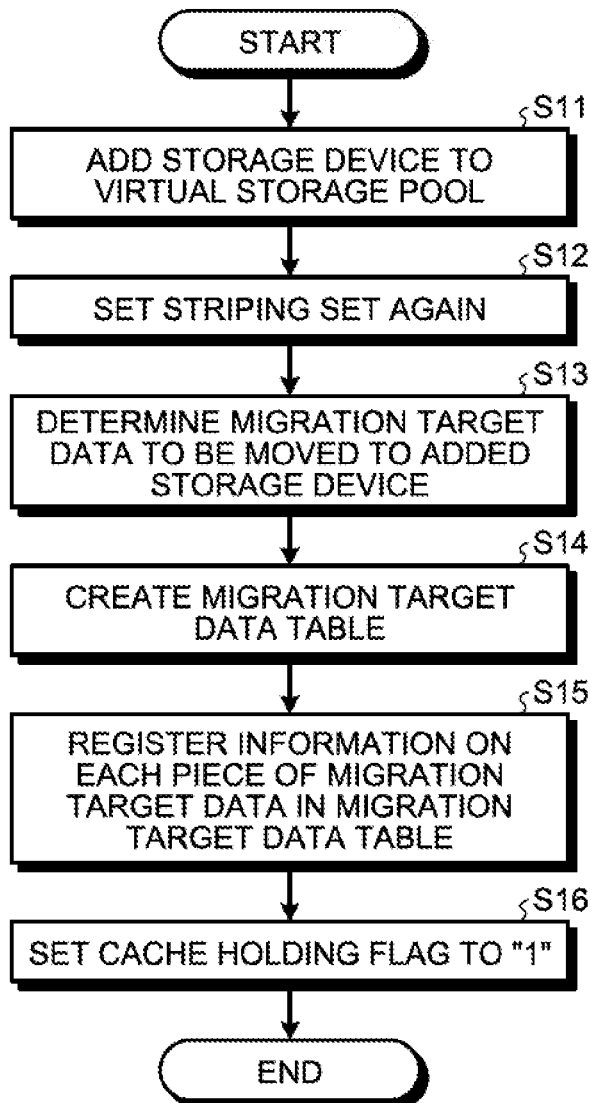 START
S11
ADD STORAGE DEVICE TO
VIRTUAL STORAGE POOL
S12
SET STRIPING SET AGAIN
S13
DETERMINE MIGRATION TARGET
DATA TO BE MOVED TO ADDED
STORAGE DEVICE
S14
CREATE MIGRATION TARGET
DATA TABLE
S15
REGISTER INFORMATION ON
EACH PIECE OF MIGRATION
TARGET DATA IN MIGRATION
TARGET DATA TABLE
S16
SET CACHE HOLDING FLAG TO "1"
END